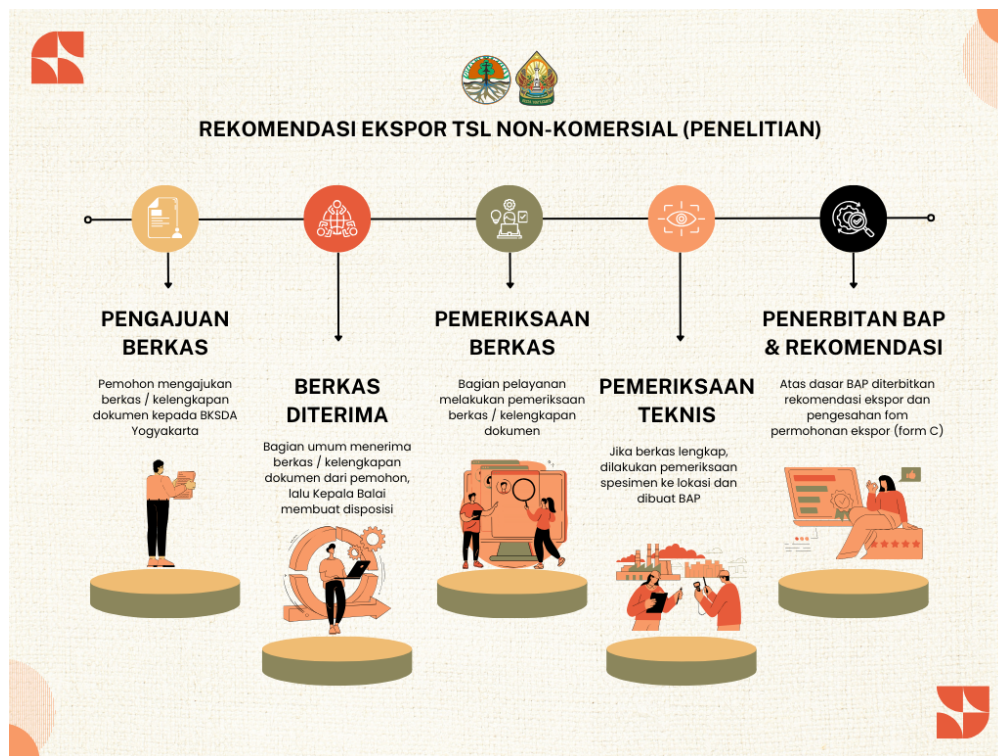 REKOMENDASI EKSPOR TSL NON-KOMERSIAL (PENELITIAN)
PENGAJUAN
BERKAS
Pemohon mengajukan
berkas / kelengkapan
dokumen kepada BKSDA
Yogyakarta
BERKAS
DITERIMA
Bagian umum menerima
berkas / kelengkapan
dokumen dari pemohon,
lalu Kepala Balai
membuat disposisi
PEMERIKSAAN
BERKAS
Bagian pelayanan
melakukan pemeriksaan
berkas / kelengkapan
dokumen
PEMERIKSAAN
TEKNIS
Jika berkas lengkap,
dilakukan pemeriksaan
spesimen ke lokasi dan
dibuat BAP
PENERBITAN BAP
& REKOMENDASI
Atas dasar BAP diterbitkan
rekomendasi ekspor dan
pengesahan fom
permohonan ekspor (form C)